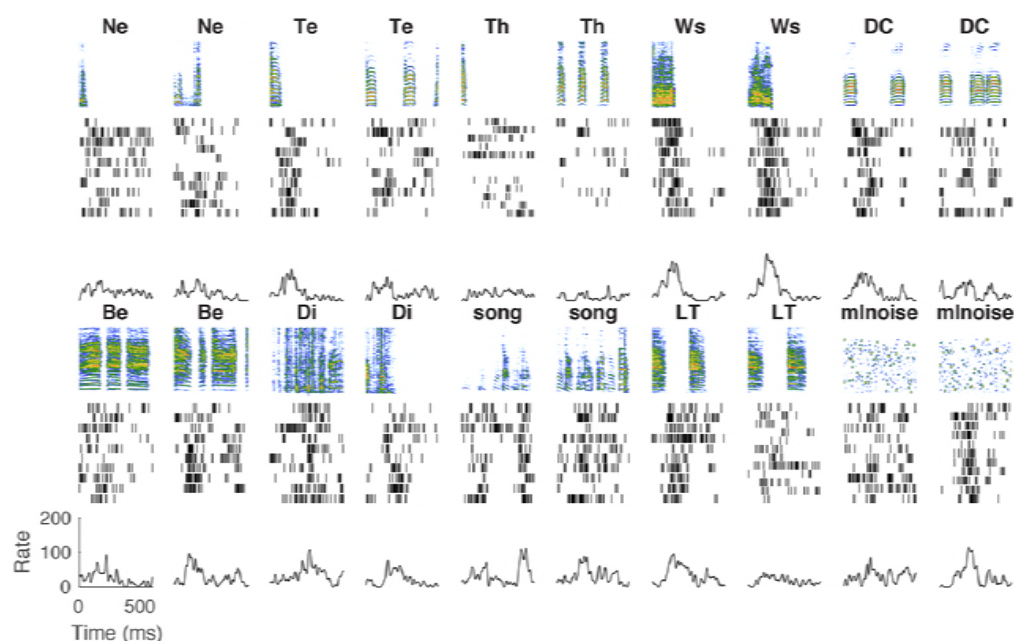 Ne Ne Te Te Th Th Ws Ws DC DC
Be Be Di Di song song LT LT mlnoise mlnoise
200
100
0
Rate
0 500
Time (ms)